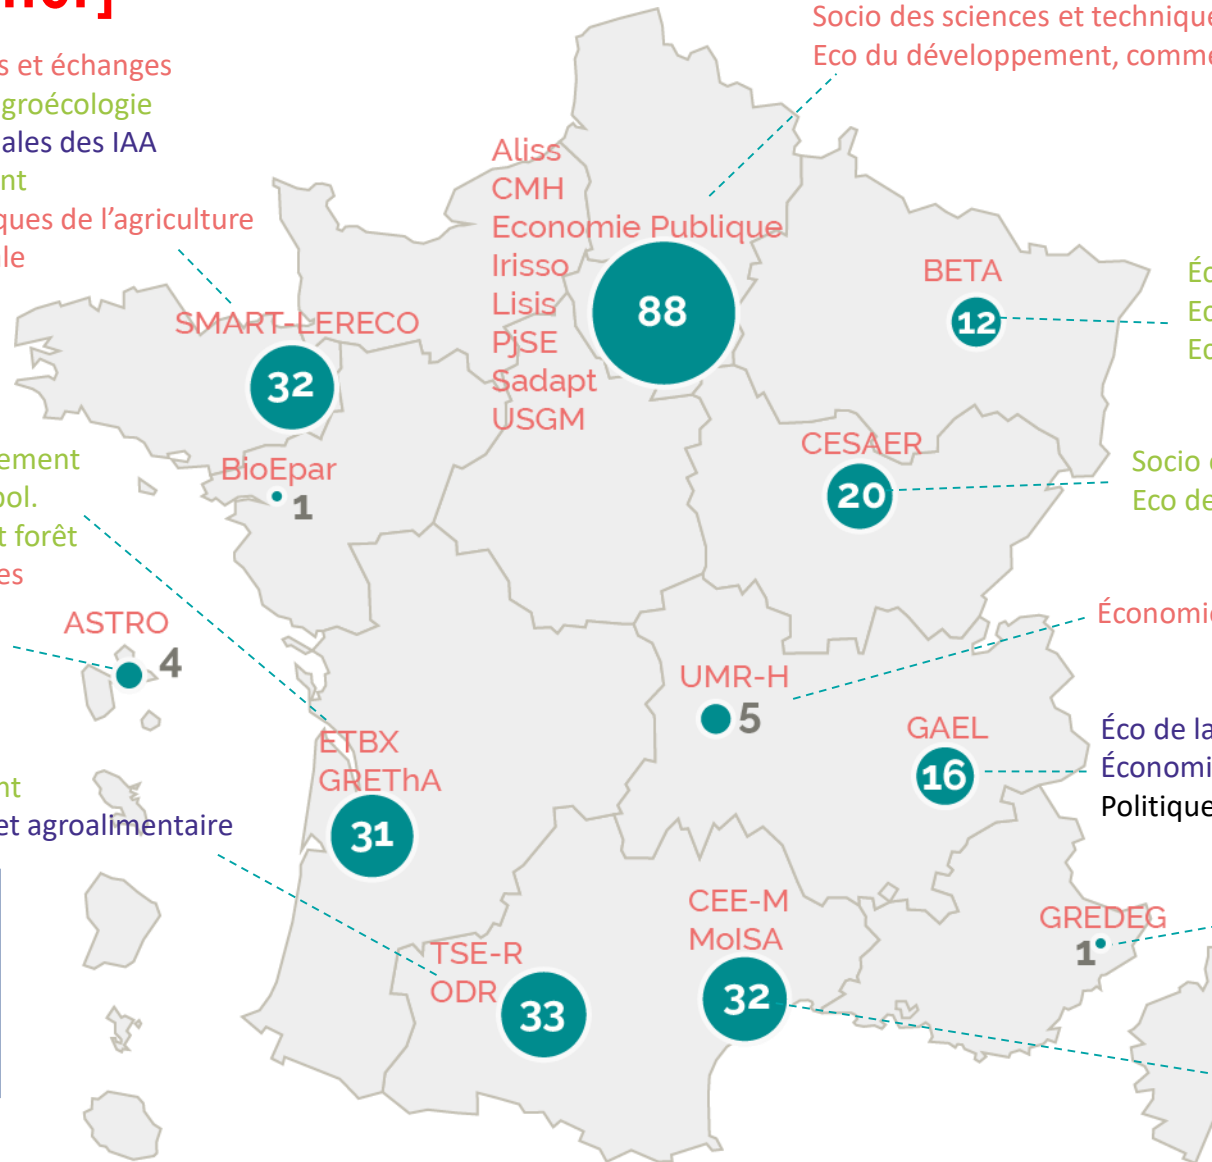 s et échanges
groécologie
ales des IAA
nt
ques de l'agriculture
le
Socio des sciences et technique
Eco du développement, comme
Aliss
CMH
Economie Publique
Irisso
Lisis
PjSE
Sadapt
USGM
88
BETA
12
SMART-LERECO
32
BioEpar
1
CESAER
20
Socio
Eco de
ement
pol.
t forêt
es
ASTRO
4
UMR-H
5
Économi
GAEL
16
Éco de la
Économi
Politique
ETBX
GREThA
31
nt
et agroalimentaire
TSE-R
ODR
33
CEE-M
MoISA
32
GREDEG
1